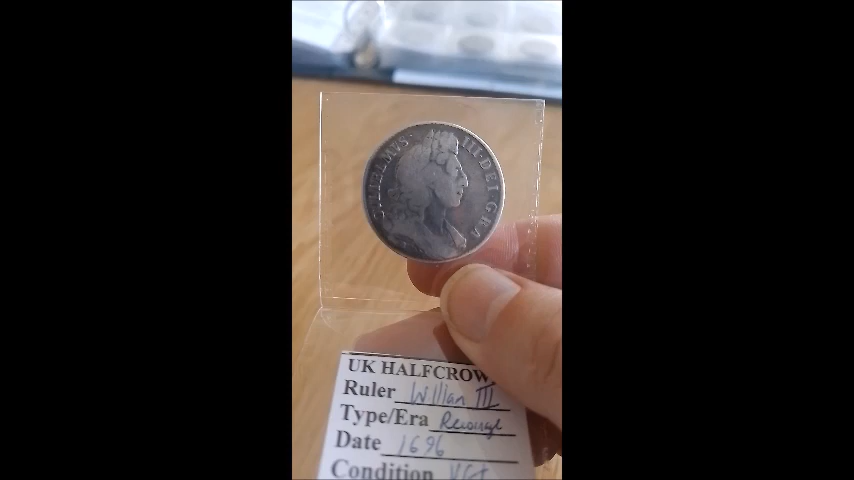 GVLIELMVS III·DEI·GRA
UK HALFCROW
Ruler William III
Type/Era
Date 1696
Condition